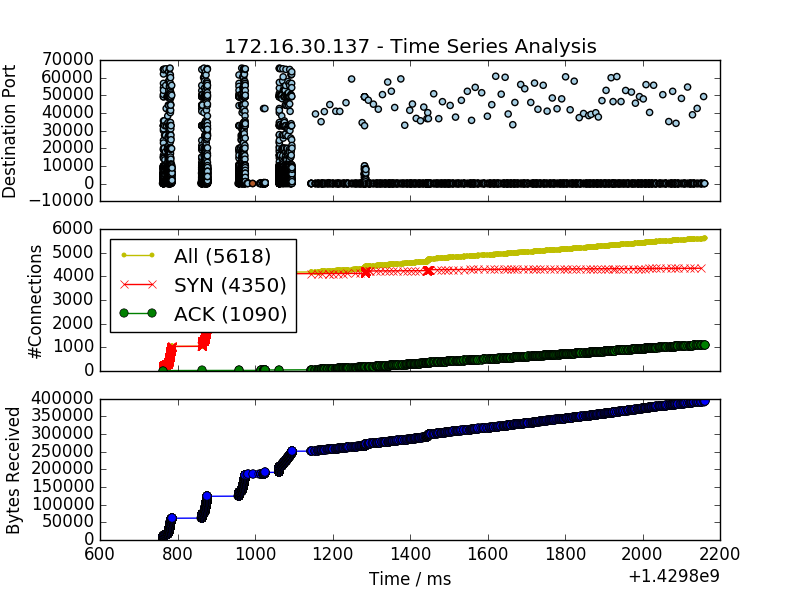 172.16.30.137 - Time Series Analysis
Destination Port
70000
60000
50000
40000
30000
20000
10000
0
−10000
#Connections
6000
5000
4000
3000
2000
1000
0
All (5618)
SYN (4350)
ACK (1090)
Bytes Received
400000
350000
300000
250000
200000
150000
100000
50000
0
600 800 1000 1200 1400 1600 1800 2000 2200
Time / ms
+1.4298e9